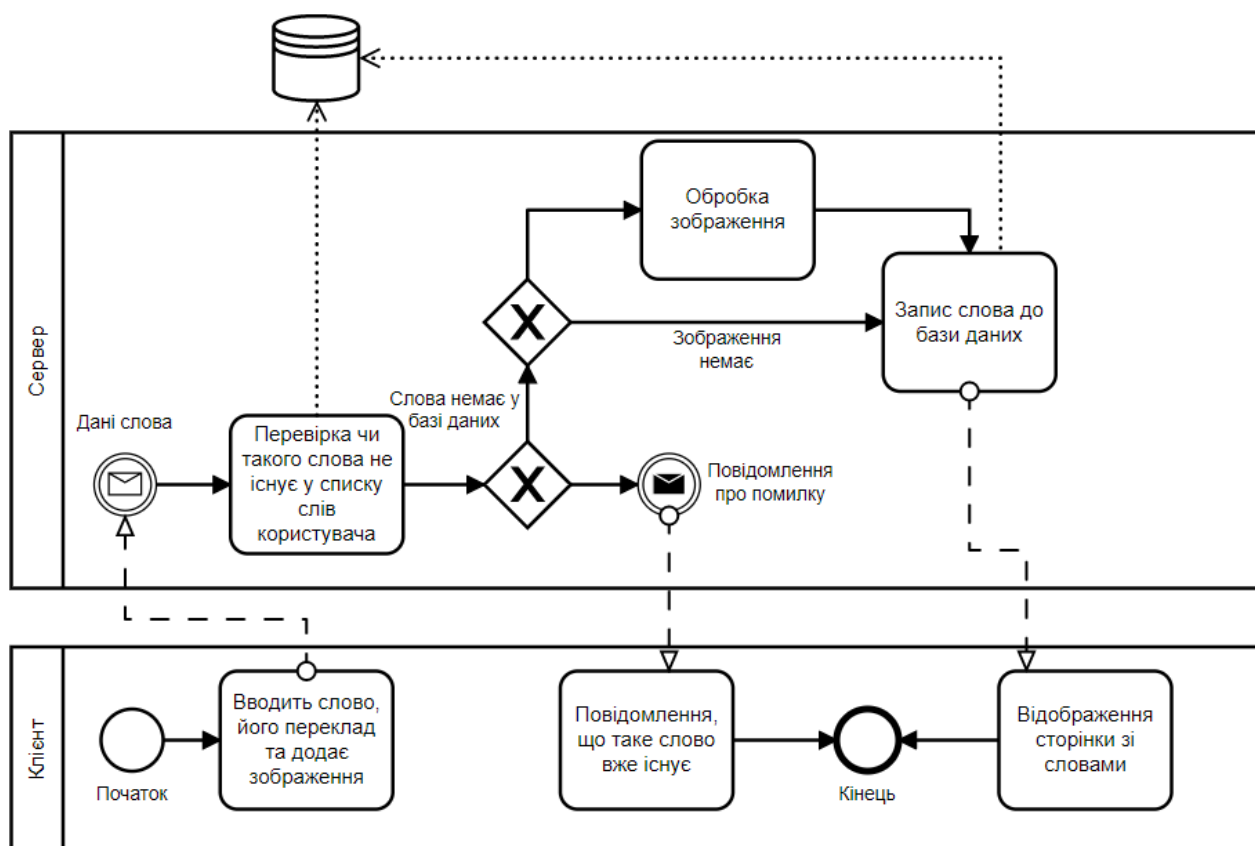 Сервер
Обробка
зображення
Запис слова до
бази даних
Зображення
немає
Слова немає у
базі даних
Дані слова
Перевірка чи
такого слова не
існує у списку
слів
користувача
Повідомлення
про помилку
Клієнт
Початок
Вводить слово,
його переклад
та додає
зображення
Повідомлення,
що таке слово
вже існує
Кінець
Відображення
сторінки зі
словами